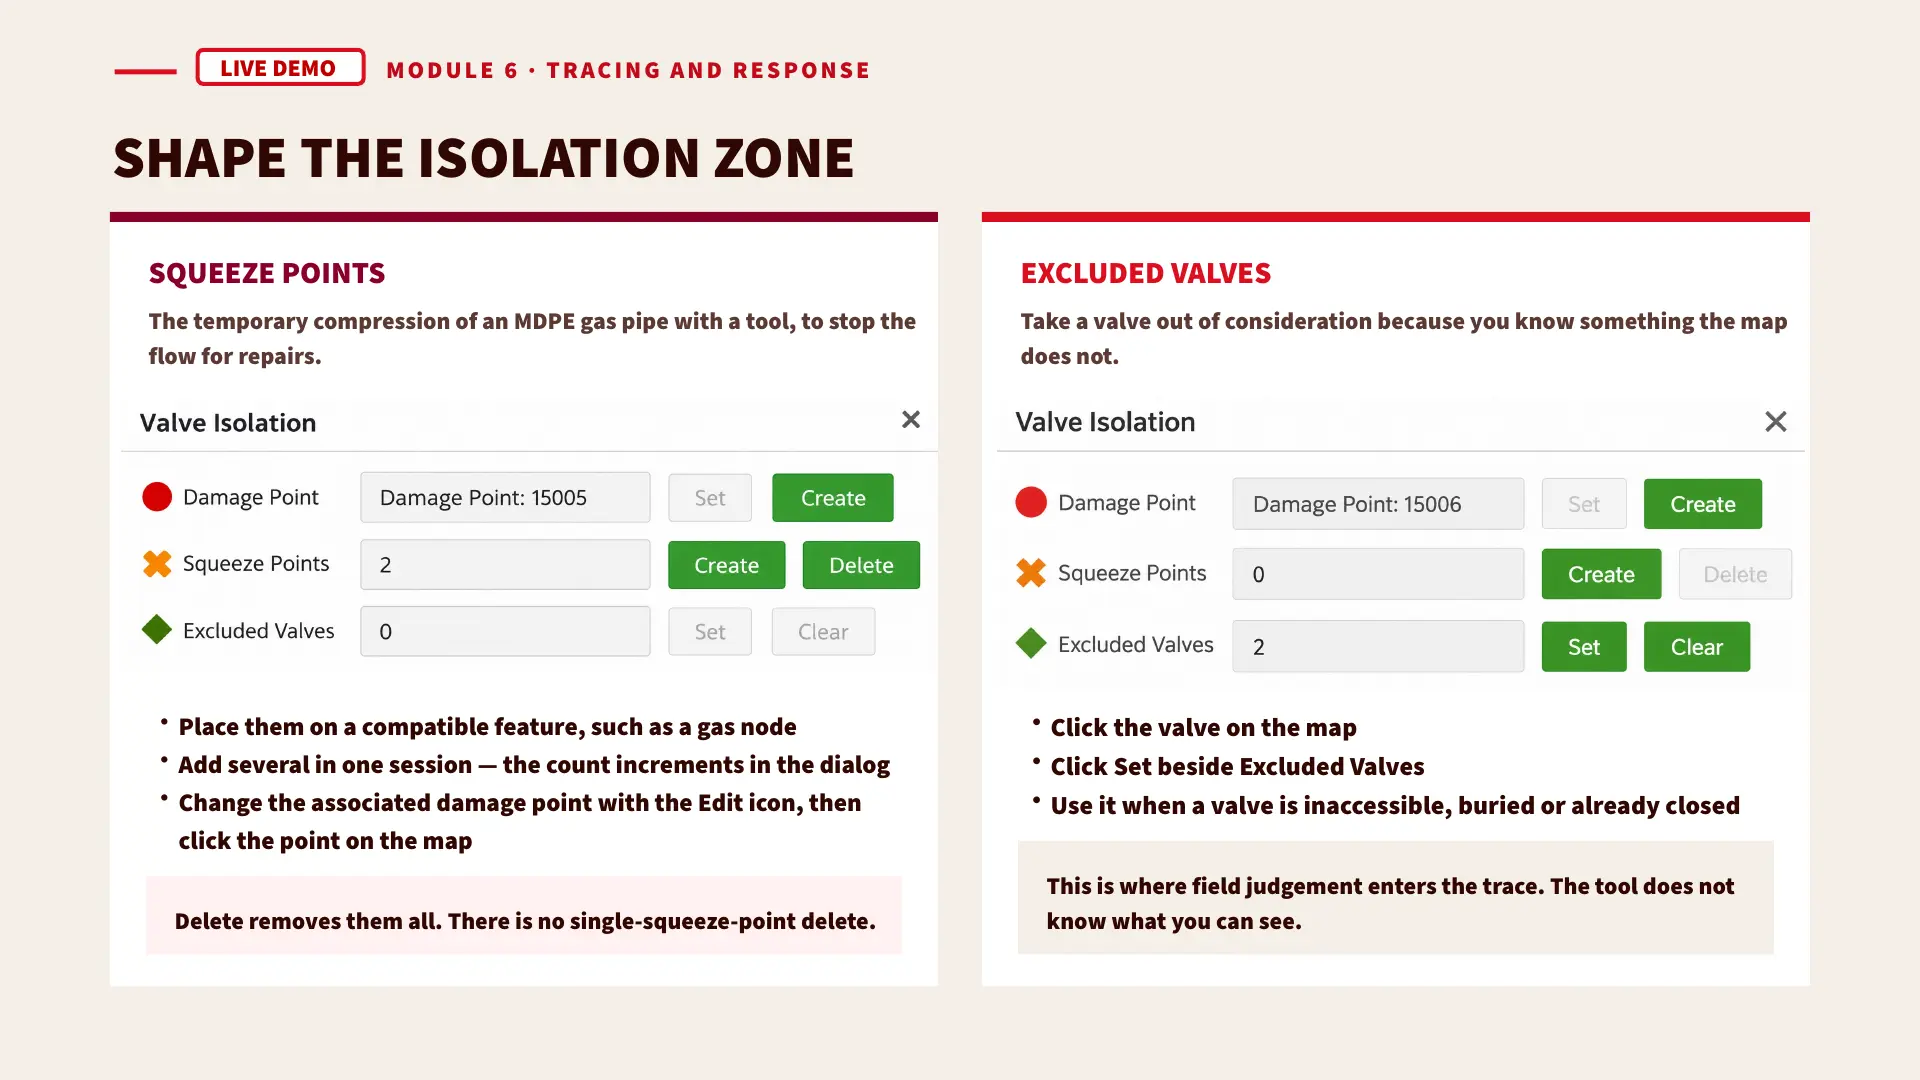 LIVE DEMO
MODULE 6 · TRACING AND RESPONSE
SHAPE THE ISOLATION ZONE
SQUEEZE POINTS
The temporary compression of an MDPE gas pipe with a tool, to stop the
flow for repairs.
Valve Isolation
Damage Point
Damage Point: 15005
Set
Create
Squeeze Points
2
Create
Delete
Excluded Valves
0
Set
Clear
• Place them on a compatible feature, such as a gas node
• Add several in one session — the count increments in the dialog
• Change the associated damage point with the Edit icon, then
click the point on the map
Delete removes them all. There is no single-squeeze-point delete.
EXCLUDED VALVES
Take a valve out of consideration because you know something the map
does not.
Valve Isolation
Damage Point
Damage Point: 15006
Set
Create
Squeeze Points
0
Create
Delete
Excluded Valves
2
Set
Clear
• Click the valve on the map
• Click Set beside Excluded Valves
• Use it when a valve is inaccessible, buried or already closed
This is where field judgement enters the trace. The tool does not
know what you can see.